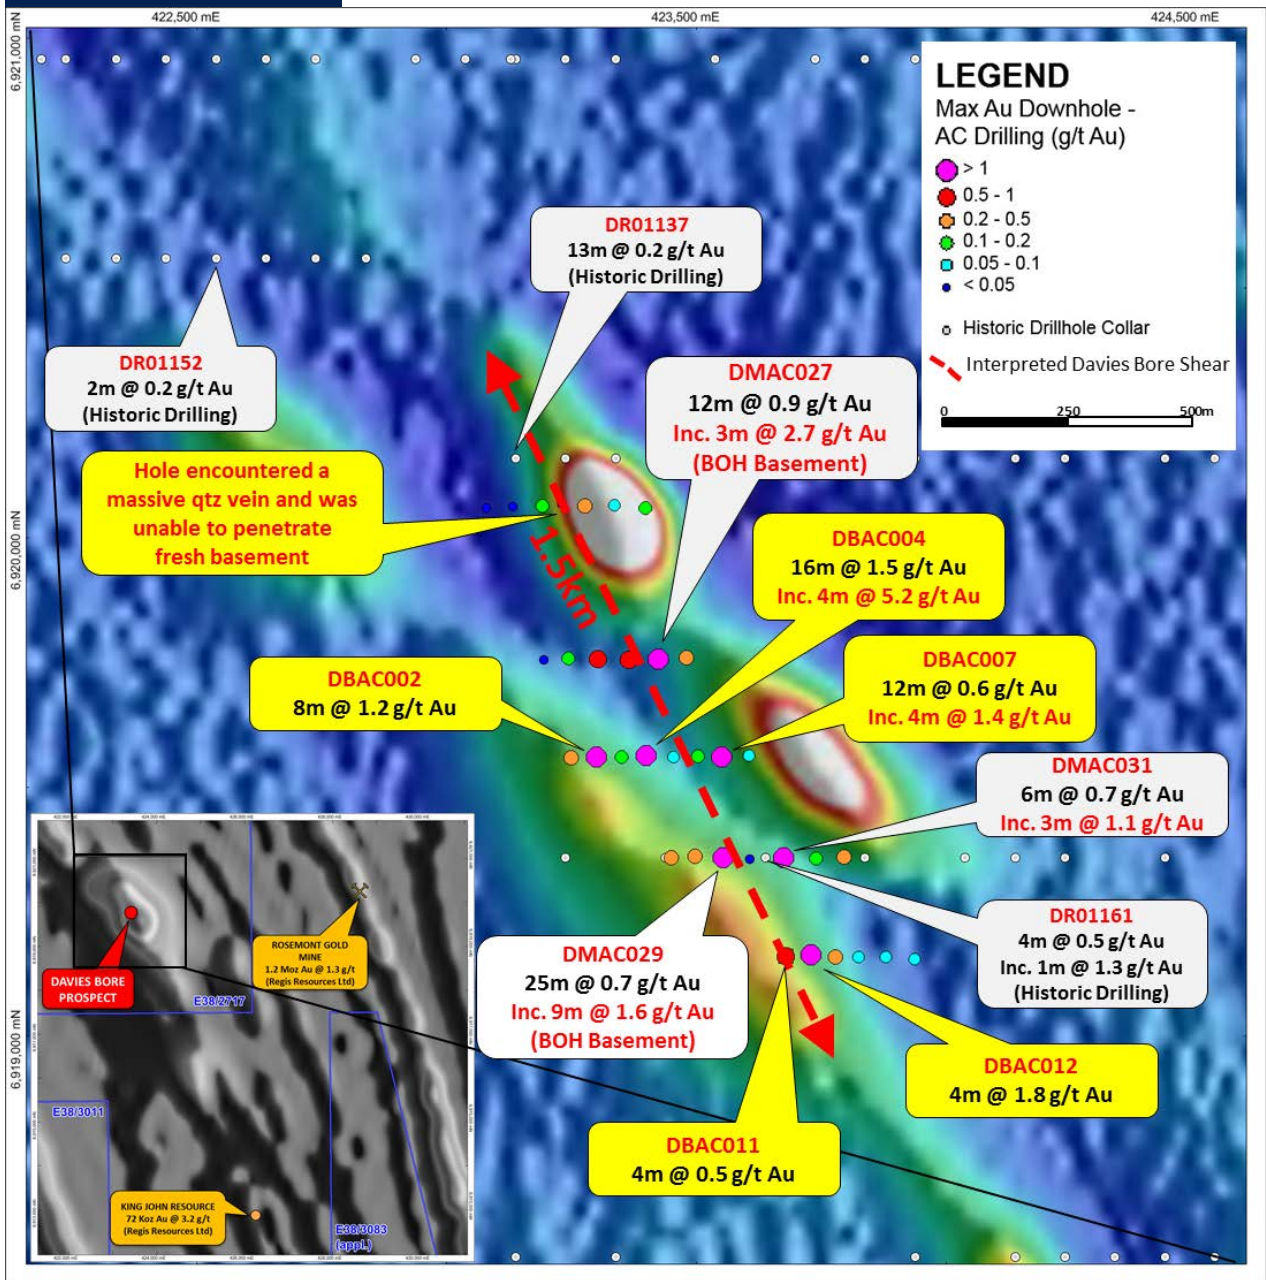 422,500 mE
423,500 mE
424,500 mE
6,921,000 mN
6,920,000 mN
6,919,000 mN
LEGEND
Max Au Downhole -
AC Drilling (g/t Au)
> 1
0.5 - 1
0.2 - 0.5
0.1 - 0.2
0.05 - 0.1
< 0.05
Historic Drillhole Collar
Interpreted Davies Bore Shear
0 250 500m
DR01137
13m @ 0.2 g/t Au
(Historic Drilling)
DR01152
2m @ 0.2 g/t Au
(Historic Drilling)
DMAC027
12m @ 0.9 g/t Au
Inc. 3m @ 2.7 g/t Au
(BOH Basement)
Hole encountered a
massive qtz vein and was
unable to penetrate
fresh basement
1.5km
DBAC004
16m @ 1.5 g/t Au
Inc. 4m @ 5.2 g/t Au
DBAC002
8m @ 1.2 g/t Au
DBAC007
12m @ 0.6 g/t Au
Inc. 4m @ 1.4 g/t Au
DMAC031
6m @ 0.7 g/t Au
Inc. 3m @ 1.1 g/t Au
DR01161
4m @ 0.5 g/t Au
Inc. 1m @ 1.3 g/t Au
(Historic Drilling)
DMAC029
25m @ 0.7 g/t Au
Inc. 9m @ 1.6 g/t Au
(BOH Basement)
DBAC012
4m @ 1.8 g/t Au
DBAC011
4m @ 0.5 g/t Au
ROSEMONT GOLD
MINE
1.2 Moz Au @ 1.3 g/t
(Regis Resources Ltd)
DAVIES BORE
PROSPECT
E38/2717
E38/3011
KING JOHN RESOURCE
72 Koz Au @ 3.2 g/t
(Regis Resources Ltd)
E38/3083
(appl.)